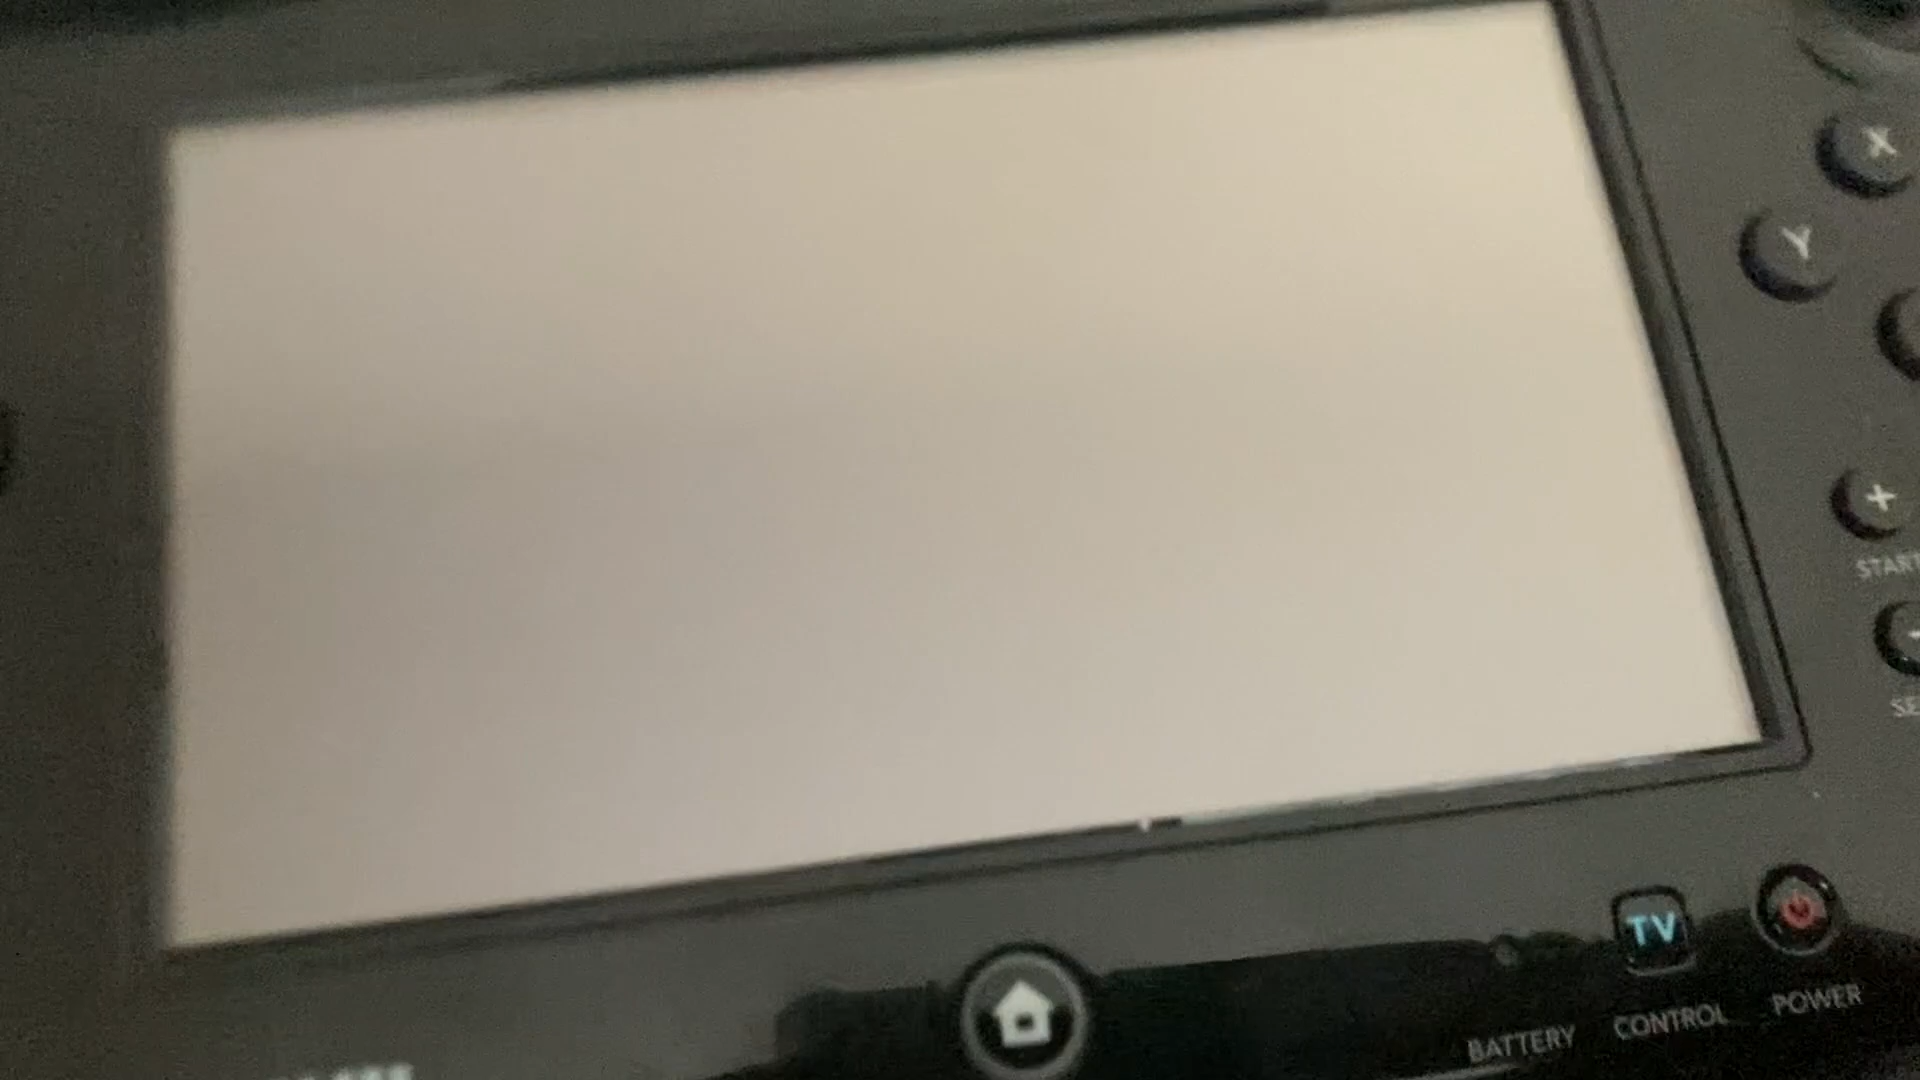 X
Y
+
START
TV
POWER
CONTROL
BATTERY